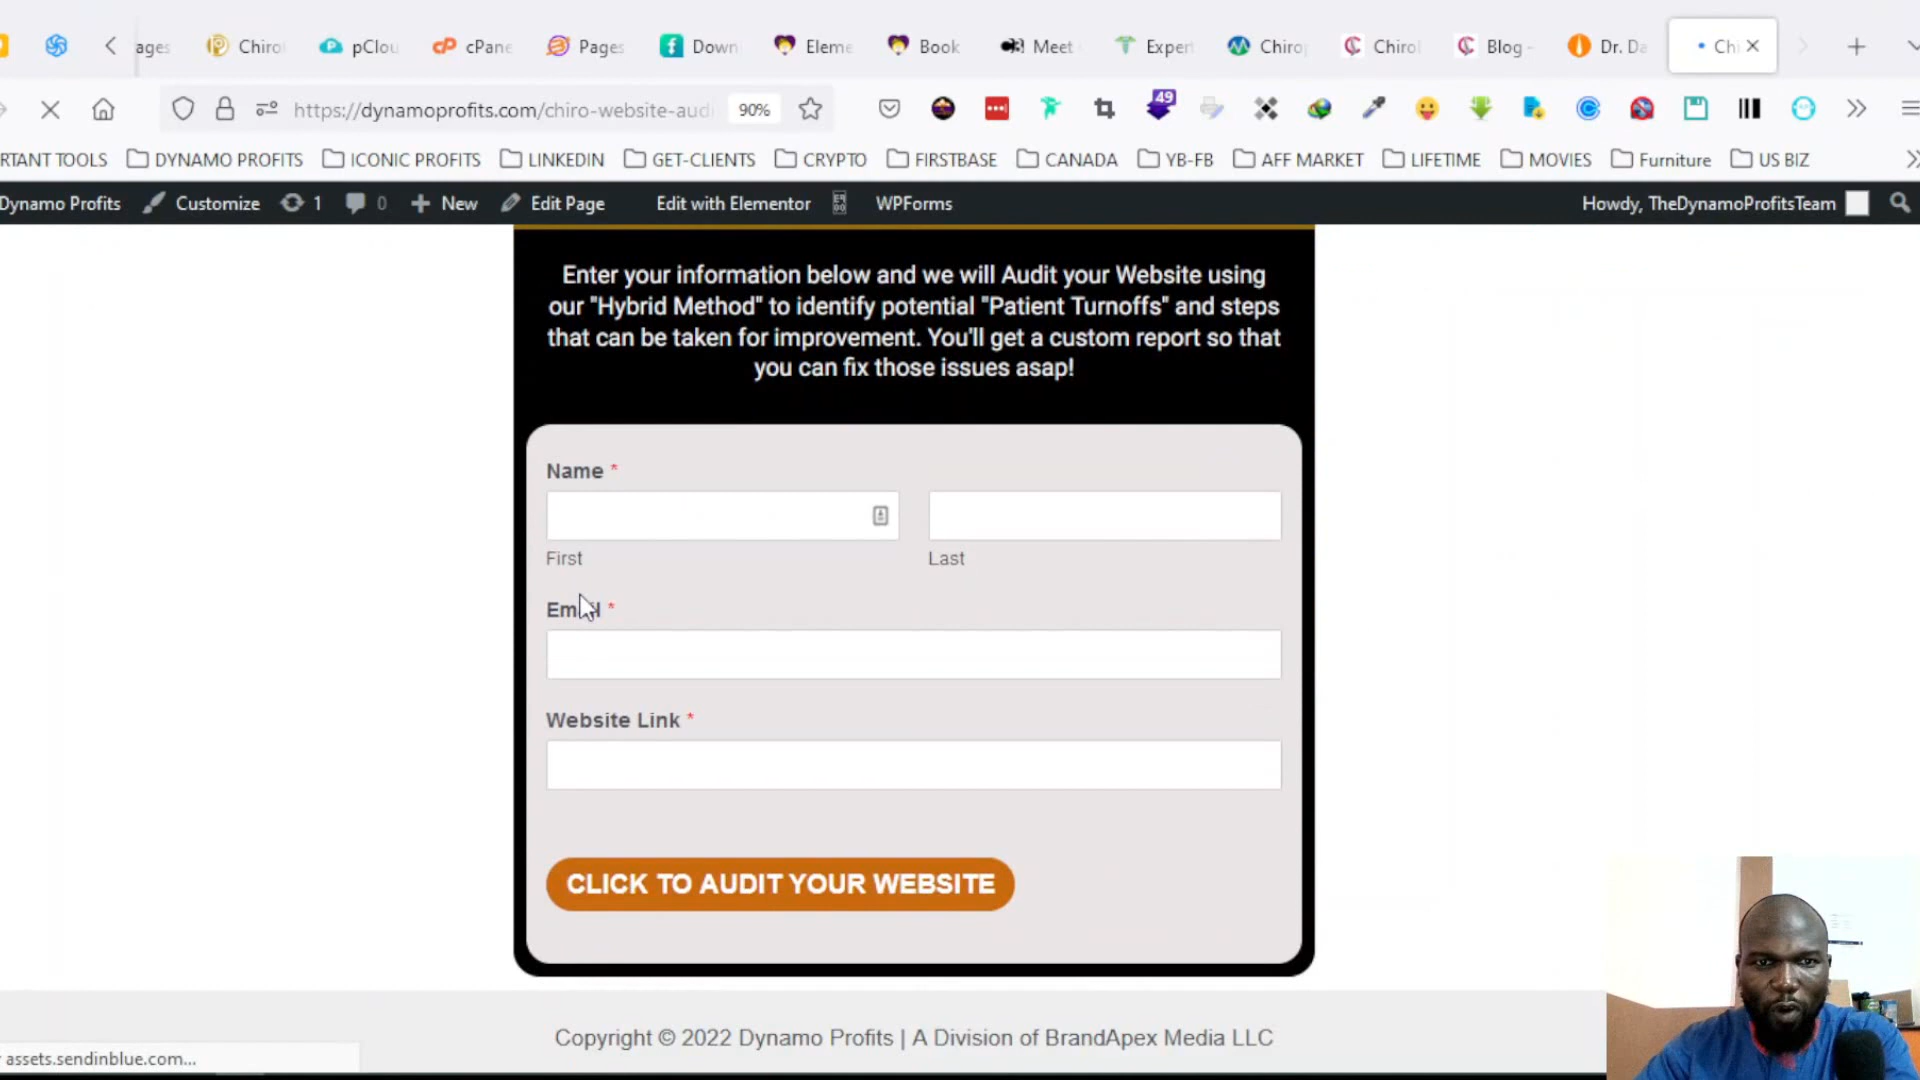 ages Chiro pClou cPane Pages Down Eleme Book Meet Exper Chiro Chirol Blog - Dr. Da Chi
https://dynamoprofits.com/chiro-website-aud 90% 49
RTANT TOOLS DYNAMO PROFITS ICONIC PROFITS LINKEDIN GET-CLIENTS CRYPTO FIRSTBASE CANADA YB-FB AFF MARKET LIFETIME MOVIES Furniture US BIZ
Dynamo Profits Customize 1 0 New Edit Page Edit with Elementor WPForms Howdy, TheDynamoProfitsTeam
Enter your information below and we will Audit your Website using
our "Hybrid Method" to identify potential "Patient Turnoffs" and steps
that can be taken for improvement. You'll get a custom report so that
you can fix those issues asap!
Name *
First Last
Email *
Website Link *
CLICK TO AUDIT YOUR WEBSITE
Copyright © 2022 Dynamo Profits | A Division of BrandApex Media LLC
assets.sendinblue.com...